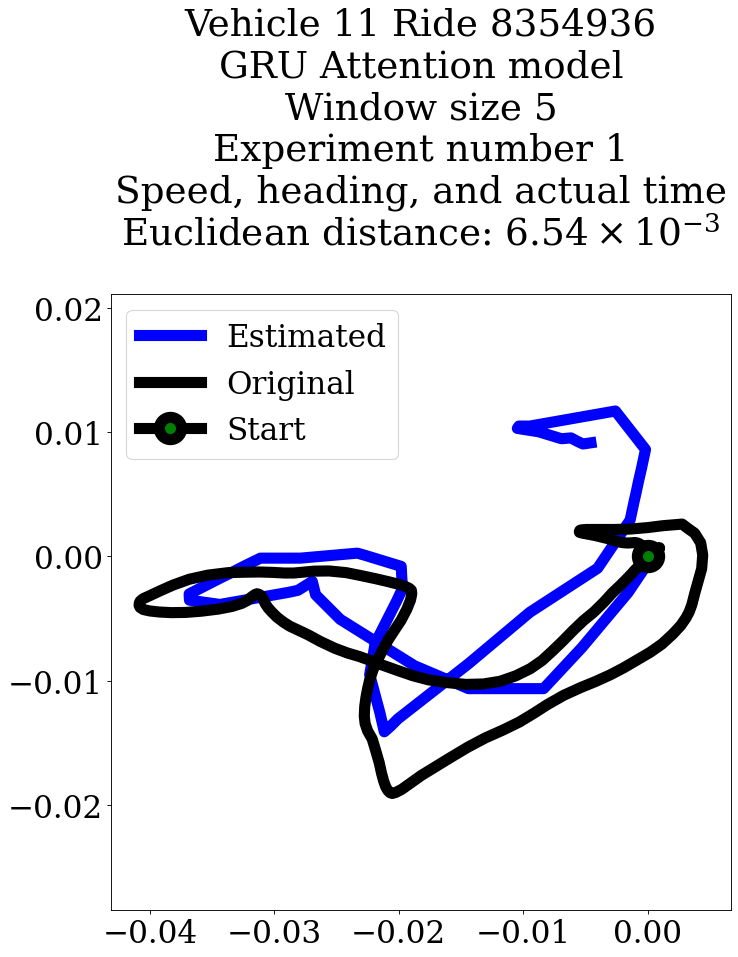 Vehicle 11 Ride 8354936
GRU Attention model
Window size 5
Experiment number 1
Speed, heading, and actual time
Euclidean distance: 6.54 × 10⁻³
0.02
0.01
0.00
−0.01
−0.02
Estimated
Original
Start
−0.04 −0.03 −0.02 −0.01 0.00